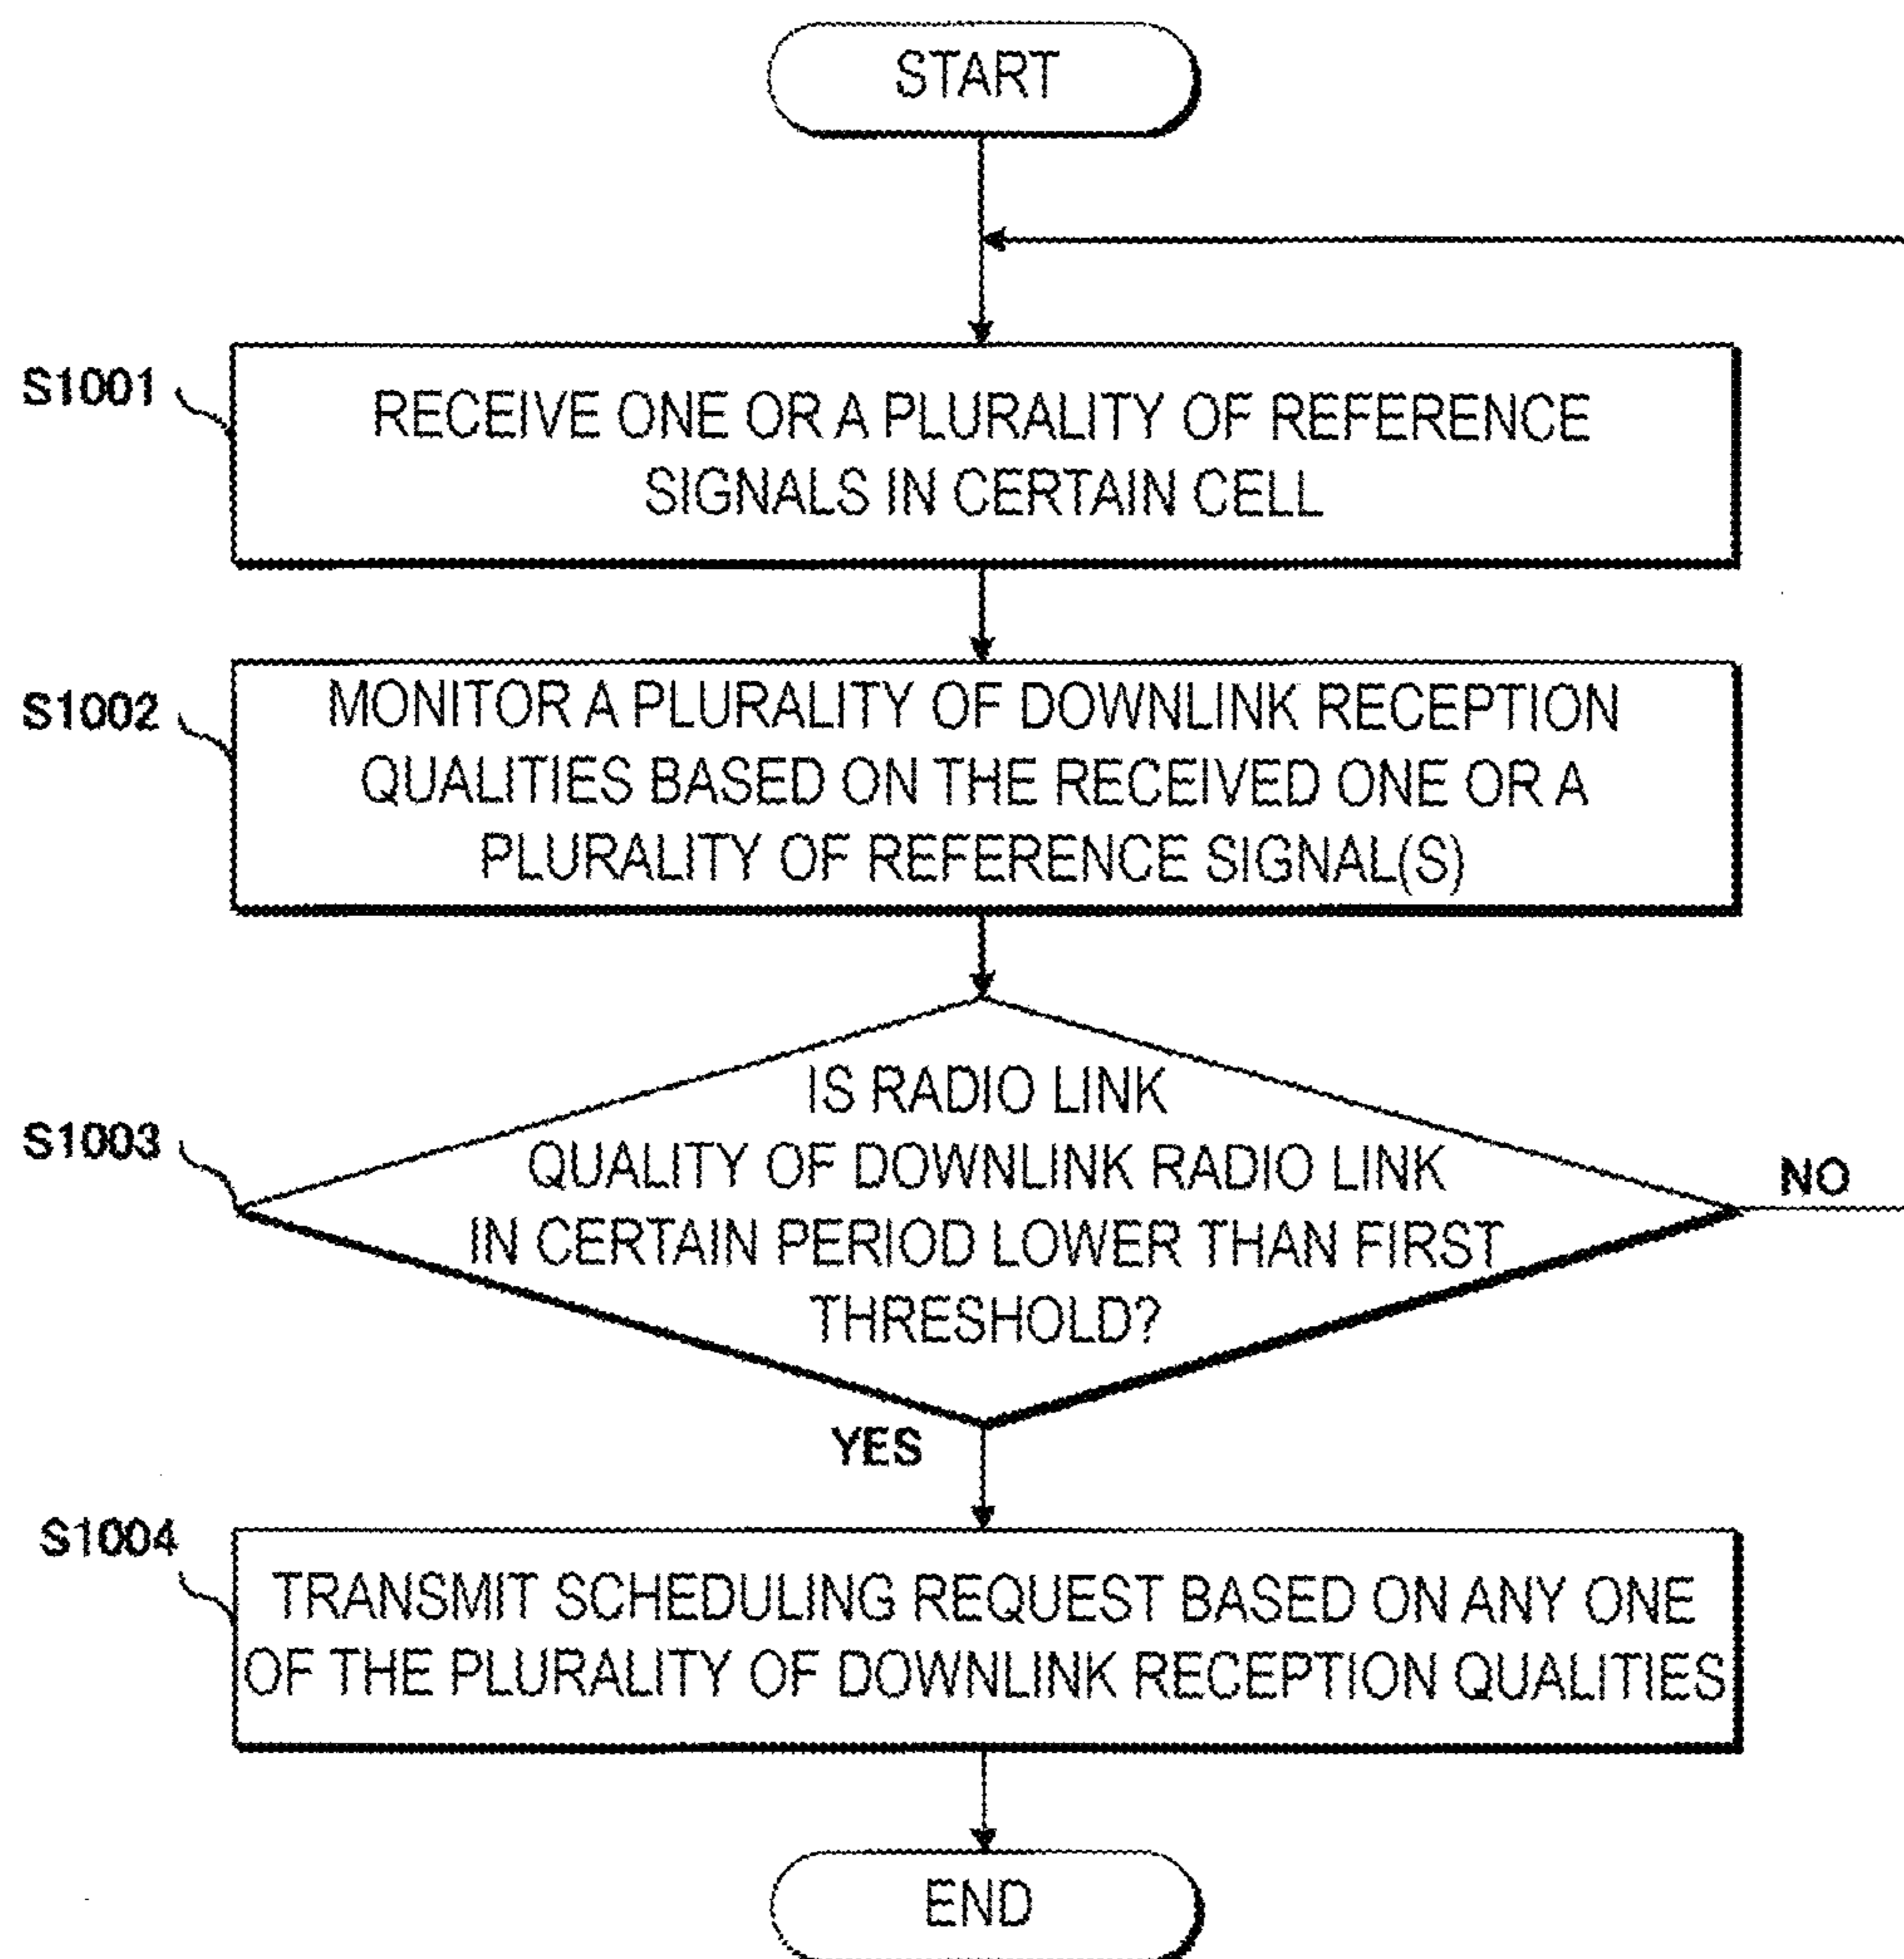 START
S1001
RECEIVE ONE OR A PLURALITY OF REFERENCE
SIGNALS IN CERTAIN CELL
S1002
MONITOR A PLURALITY OF DOWNLINK RECEPTION
QUALITIES BASED ON THE RECEIVED ONE OR A
PLURALITY OF REFERENCE SIGNAL(S)
S1003
IS RADIO LINK
QUALITY OF DOWNLINK RADIO LINK
IN CERTAIN PERIOD LOWER THAN FIRST
THRESHOLD?
NO
YES
S1004
TRANSMIT SCHEDULING REQUEST BASED ON ANY ONE
OF THE PLURALITY OF DOWNLINK RECEPTION QUALITIES
END